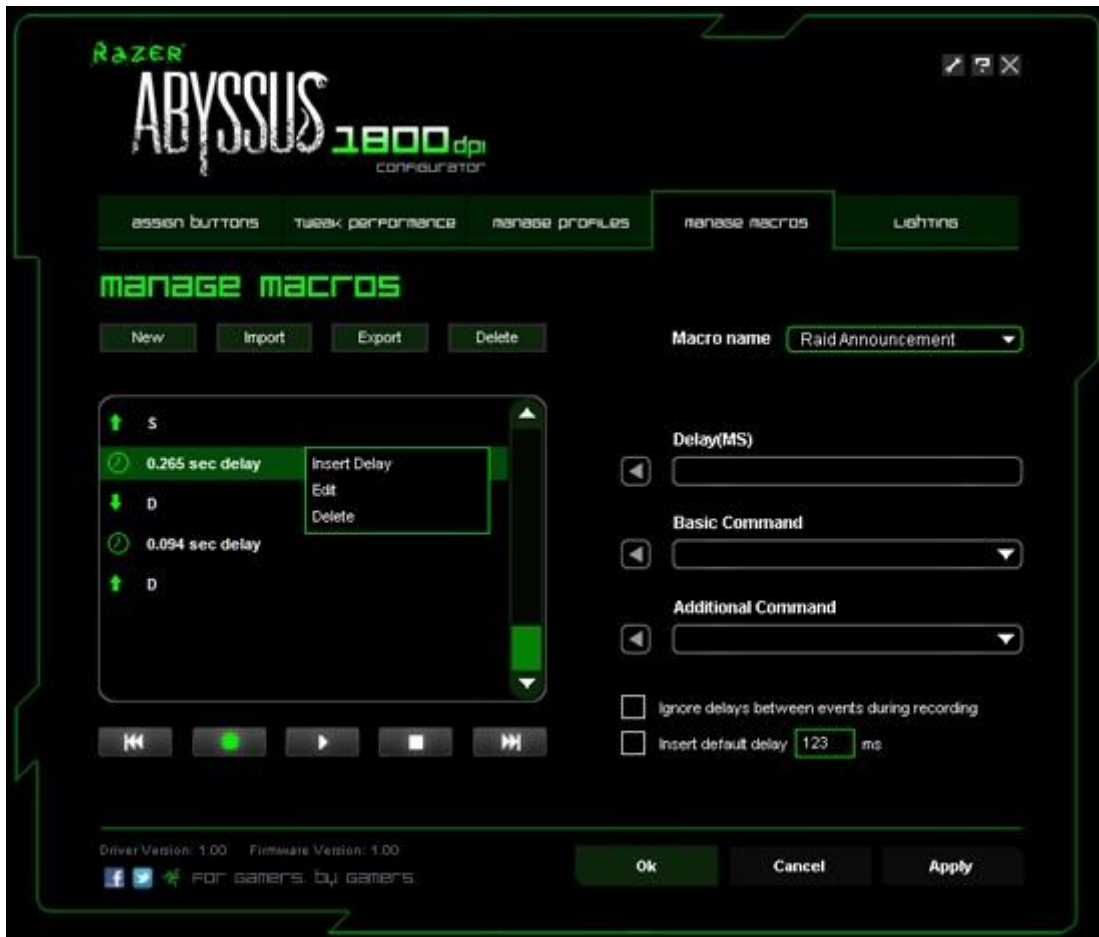 RAZER
ABYSSUS 1800dpi
CONFIGURATOR
ASSIGN BUTTONS TWEAK PERFORMANCE MANAGE PROFILES MANAGE MACROS LIGHTING
MANAGE MACROS
New Import Export Delete Macro name Raid Announcement
S
Delay(MS)
0.265 sec delay Insert Delay
Edit
D
Delete
Basic Command
0.094 sec delay
D
Additional Command
Ignore delays between events during recording
Insert default delay 123 ms
Driver Version: 1.00 Firmware Version: 1.00
Ok Cancel Apply
FOR GAMERS. BY GAMERS.